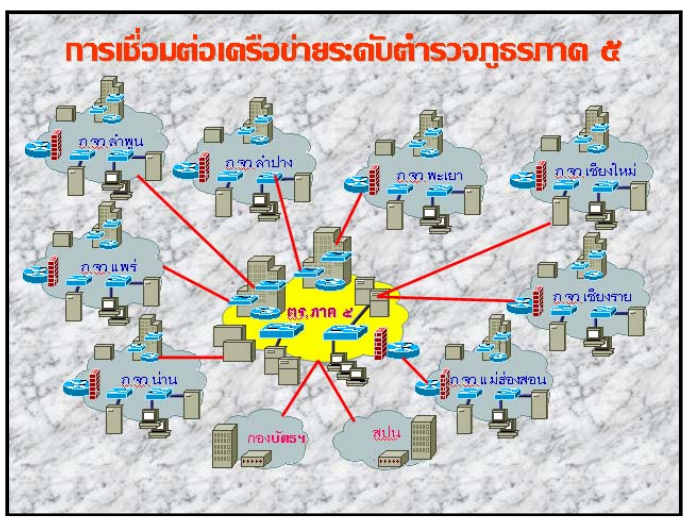 การเชื่อมต่อเครือข่ายระดับตำรวจภูธรภาค ๕
ภ.จว.ลำพูน
ภ.จว.ลำปาง
ภ.จว.พะเยา
ภ.จว.เชียงใหม่
ภ.จว.แพร่
ตร.ภาค ๕
ภ.จว.เชียงราย
ภ.จว.น่าน
ภ.จว.แม่ฮ่องสอน
กองบัตรฯ
สปน